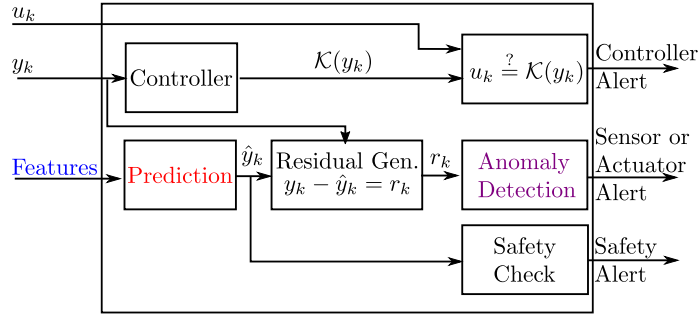 u_k
y_k
Controller
𝒦(y_k)
u_k ≟ 𝒦(y_k)
Controller
Alert
Features
Prediction
ŷ_k
Residual Gen.
y_k − ŷ_k = r_k
r_k
Anomaly
Detection
Sensor or
Actuator
Alert
Safety
Check
Safety
Alert